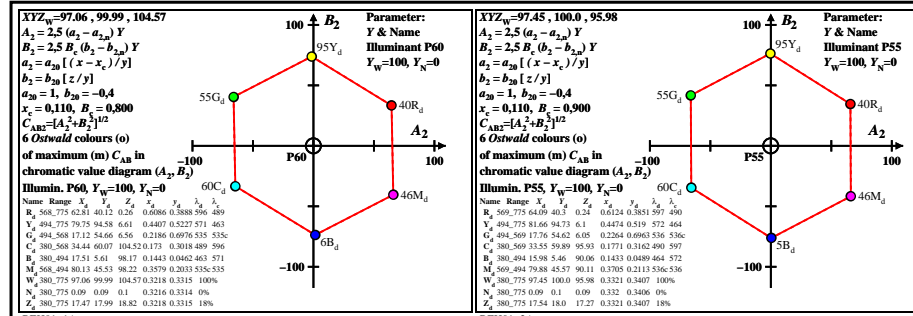 XYZW=97.06 , 99.99 , 104.57
A2 = 2,5 (a2 − a2,n) Y
B2 = 2,5 Bc (b2 − b2,n) Y
a2 = a20 [( x − xc )/y]
b2 = b20 [ z/y]
a20 = 1, b20 = −0,4
xc = 0,110, Bc = 0,800
CAB2=[A2²+B2²]1/2
6 Ostwald colours (o)
of maximum (m) CAB in
chromatic value diagram (A2, B2)
Illumin. P60, YW=100, YN=0
Name Range Xd Yd Zd xd yd λd λc
Rd 568_775 62.81 40.12 0.26 0.6086 0.3888 596 489
Yd 494_775 79.75 94.58 6.61 0.4407 0.5227 571 463
Gd 494_568 17.12 54.66 6.56 0.2186 0.6976 535 535c
Cd 380_568 34.44 60.07 104.52 0.173 0.3018 489 596
Bd 380_494 17.51 5.61 98.17 0.1443 0.0462 463 571
Md 568_494 80.13 45.53 98.22 0.3579 0.2033 535c 535
Wd 380_775 97.06 99.99 104.57 0.3218 0.3315 100%
Nd 380_775 0.09 0.09 0.1 0.3216 0.3314 0%
Zd 380_775 17.47 17.99 18.82 0.3218 0.3315 18%
100 B2
Parameter:
Y & Name
Illuminant P60
YW=100, YN=0
95Yd
55Gd
40Rd
A2
−100
P60
100
60Cd
46Md
6Bd
−100
XYZW=97.45 , 100.0 , 95.98
A2 = 2,5 (a2 − a2,n) Y
B2 = 2,5 Bc (b2 − b2,n) Y
a2 = a20 [( x − xc )/y]
b2 = b20 [ z/y]
a20 = 1, b20 = −0,4
xc = 0,110, Bc = 0,900
CAB2=[A2²+B2²]1/2
6 Ostwald colours (o)
of maximum (m) CAB in
chromatic value diagram (A2, B2)
Illumin. P55, YW=100, YN=0
Name Range Xd Yd Zd xd yd λd λc
Rd 569_775 64.09 40.3 0.24 0.6124 0.3851 597 490
Yd 494_775 81.66 94.73 6.1 0.4474 0.519 572 464
Gd 494_569 17.76 54.62 6.05 0.2264 0.6963 536 536c
Cd 380_569 33.55 59.89 95.93 0.1771 0.3162 490 597
Bd 380_494 15.98 5.46 90.06 0.1433 0.0489 464 572
Md 569_494 79.88 45.57 90.11 0.3705 0.2113 536c 536
Wd 380_775 97.45 100.0 95.98 0.3321 0.3407 100%
Nd 380_775 0.09 0.1 0.09 0.332 0.3406 0%
Zd 380_775 17.54 18.0 17.27 0.3321 0.3407 18%
100 B2
Parameter:
Y & Name
Illuminant P55
YW=100, YN=0
95Yd
55Gd
40Rd
A2
−100
P55
100
60Cd
46Md
5Bd
−100